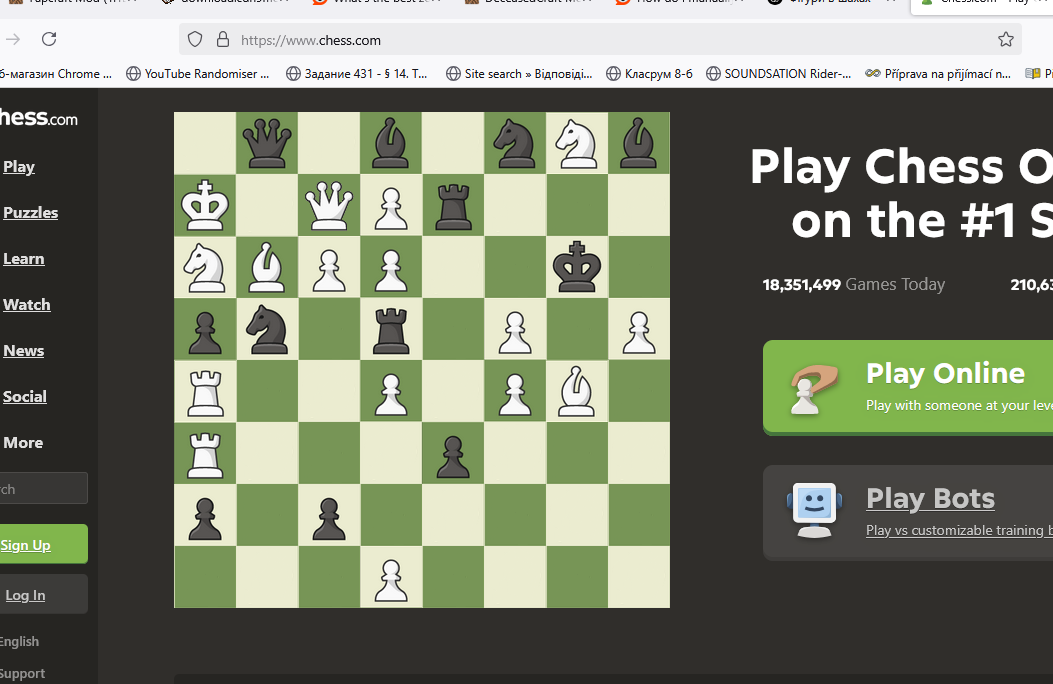 https://www.chess.com
б-магазин Chrome ...
YouTube Randomiser ...
Задание 431 - § 14. Т...
Site search » Відповіді...
Класрум 8-б
SOUNDSATION Rider-...
Příprava na přijímací n...
hess.com
Play
Puzzles
Learn
Watch
News
Social
More
rch
Sign Up
Log In
English
Support
Play Chess O
on the #1 S
18,351,499 Games Today
210,63
Play Online
Play with someone at your leve
Play Bots
Play vs customizable training b